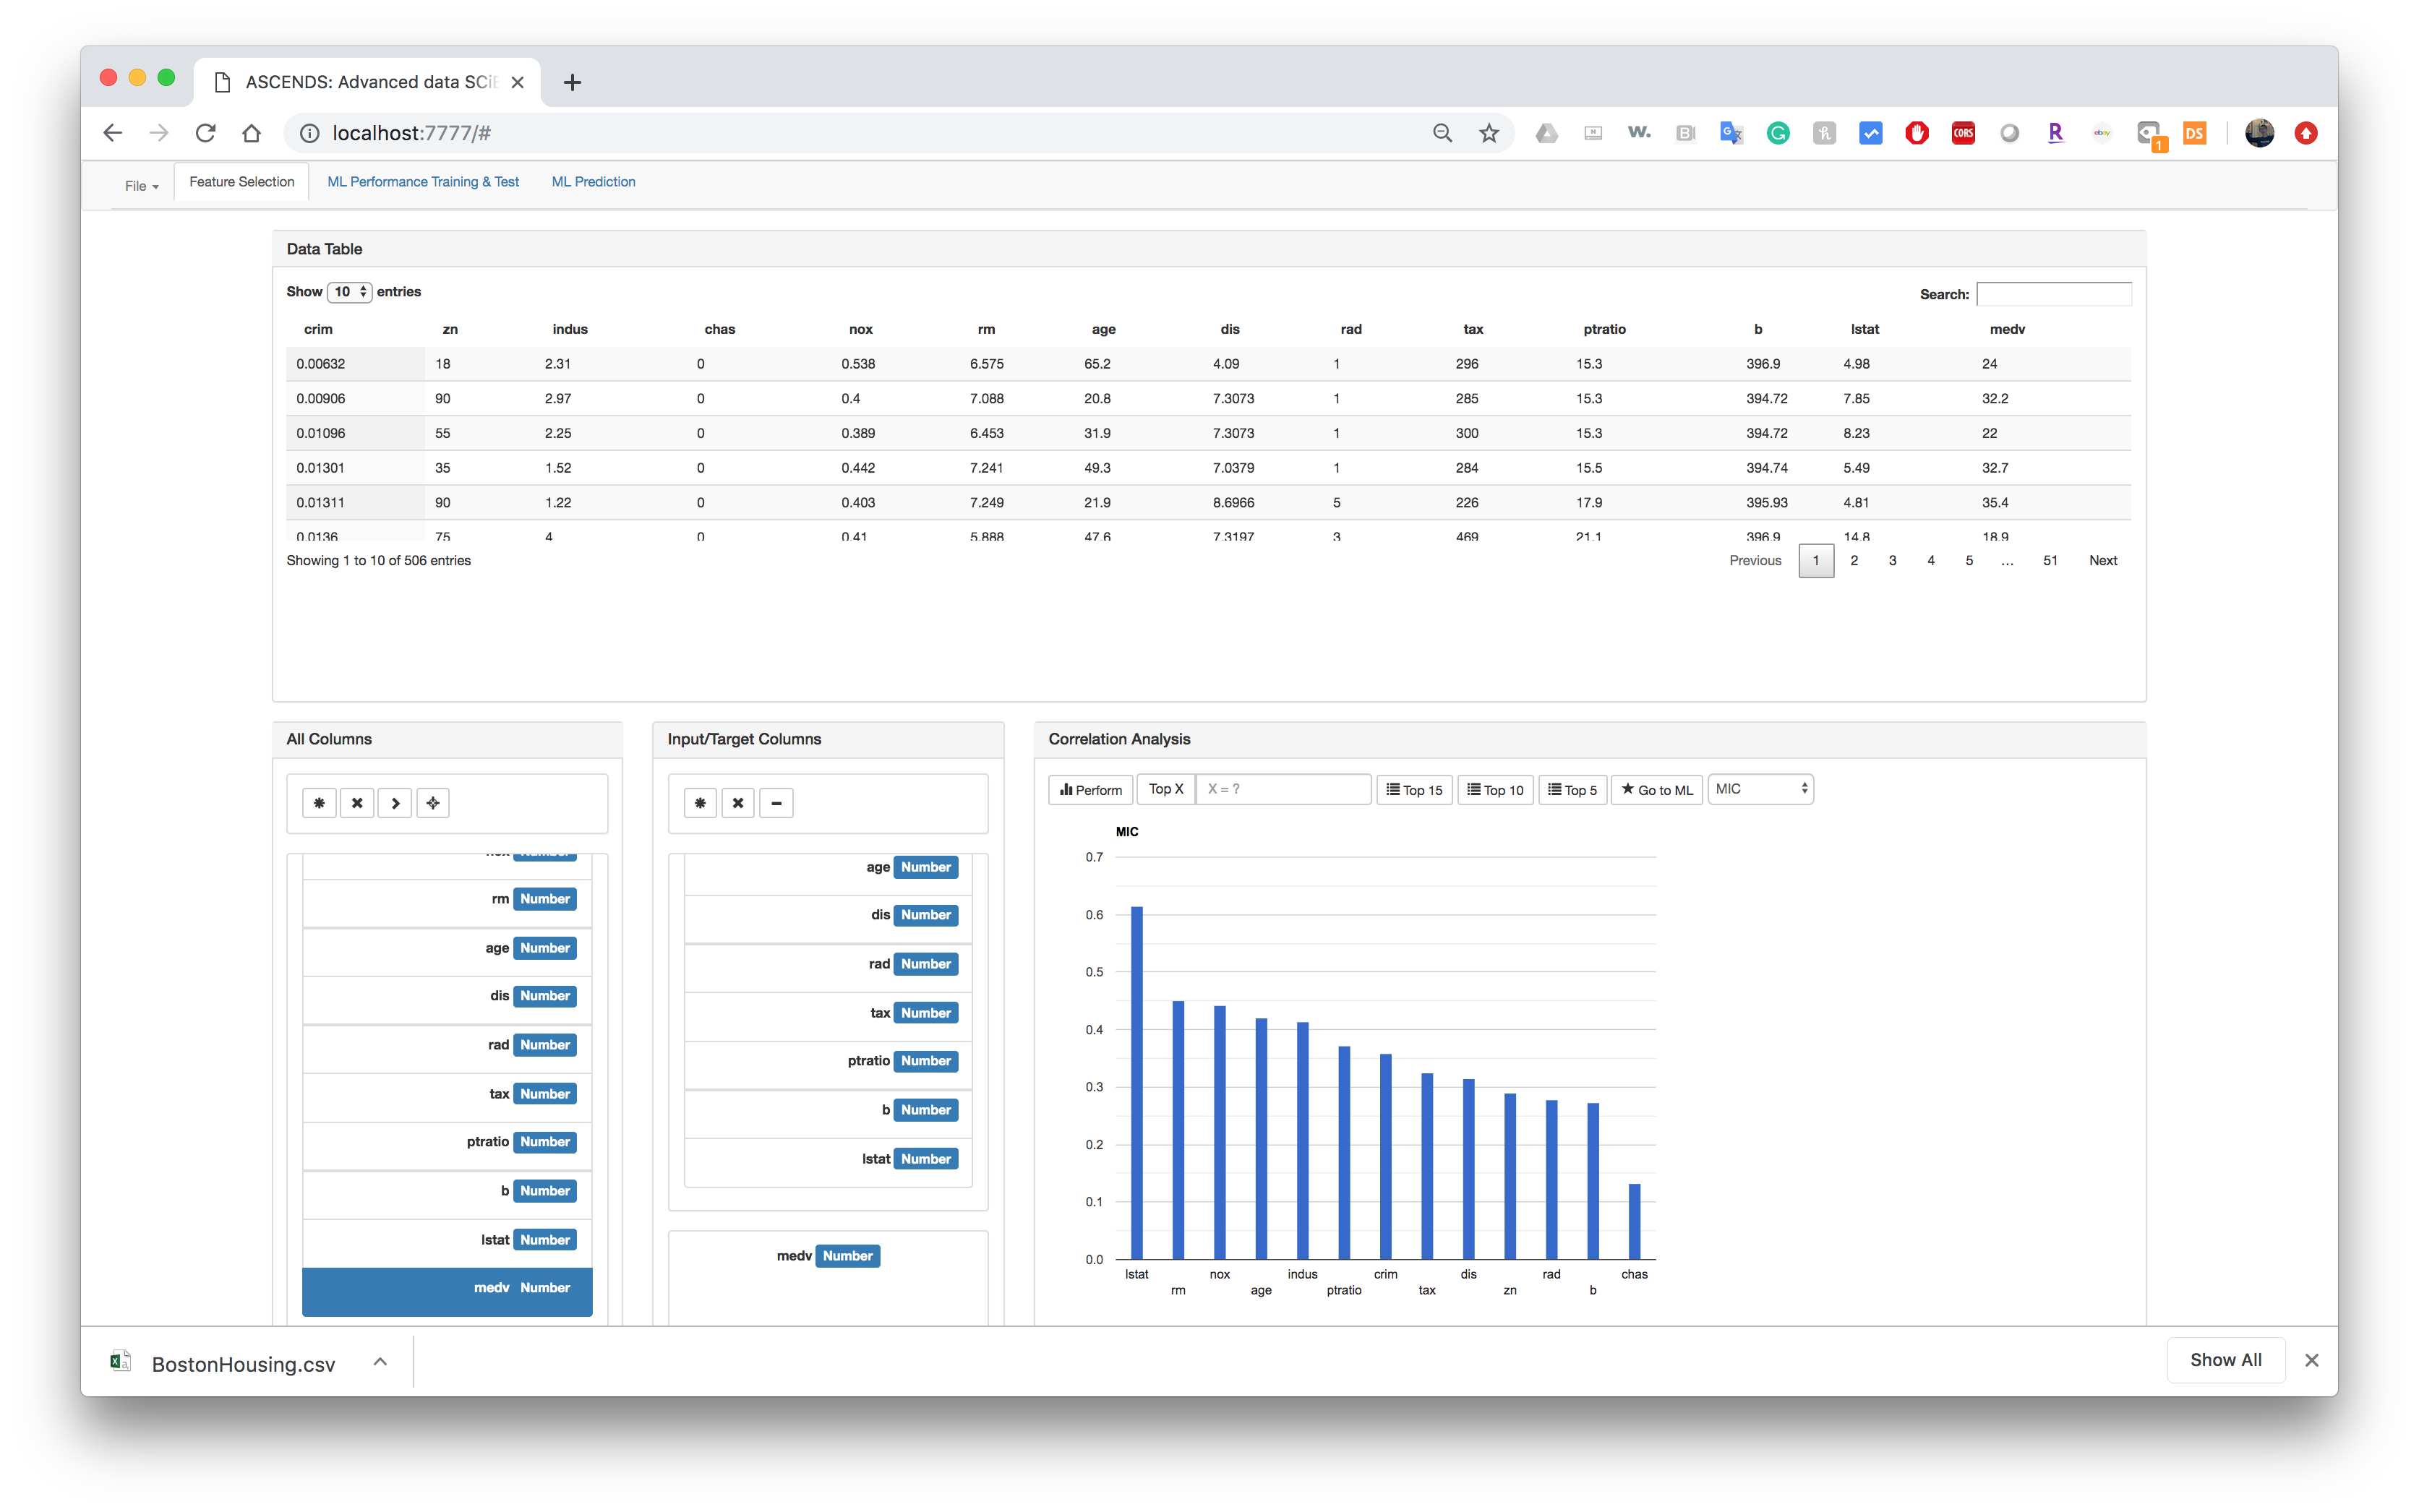 ASCENDS: Advanced data SCiE
localhost:7777/#
W. B G CORS R ebay 1 DS
File Feature Selection ML Performance Training & Test ML Prediction
Data Table
Show 10 entries Search:
crim zn indus chas nox rm age dis rad tax ptratio b lstat medv
0.00632 18 2.31 0 0.538 6.575 65.2 4.09 1 296 15.3 396.9 4.98 24
0.00906 90 2.97 0 0.4 7.088 20.8 7.3073 1 285 15.3 394.72 7.85 32.2
0.01096 55 2.25 0 0.389 6.453 31.9 7.3073 1 300 15.3 394.72 8.23 22
0.01301 35 1.52 0 0.442 7.241 49.3 7.0379 1 284 15.5 394.74 5.49 32.7
0.01311 90 1.22 0 0.403 7.249 21.9 8.6966 5 226 17.9 395.93 4.81 35.4
0.0136 75 4 0 0.41 5.888 47.6 7.3197 3 469 21.1 396.9 14.8 18.9
Showing 1 to 10 of 506 entries Previous 1 2 3 4 5 … 51 Next
All Columns
rm Number
age Number
dis Number
rad Number
tax Number
ptratio Number
b Number
lstat Number
medv Number
Input/Target Columns
age Number
dis Number
rad Number
tax Number
ptratio Number
b Number
lstat Number
medv Number
Correlation Analysis
Perform Top X X = ? Top 15 Top 10 Top 5 Go to ML MIC
MIC
0.7
0.6
0.5
0.4
0.3
0.2
0.1
0.0
lstat nox indus crim dis rad chas
rm age ptratio tax zn b
BostonHousing.csv Show All